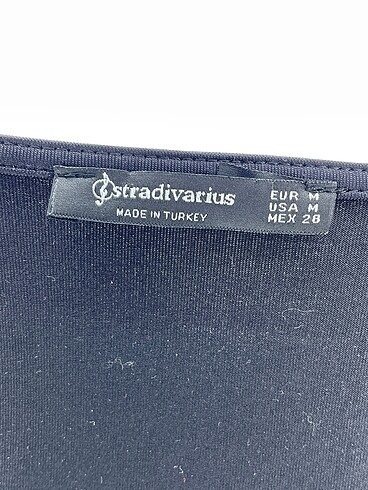 stradivarius
MADE IN TURKEY
EUR M
USA M
MEX 28